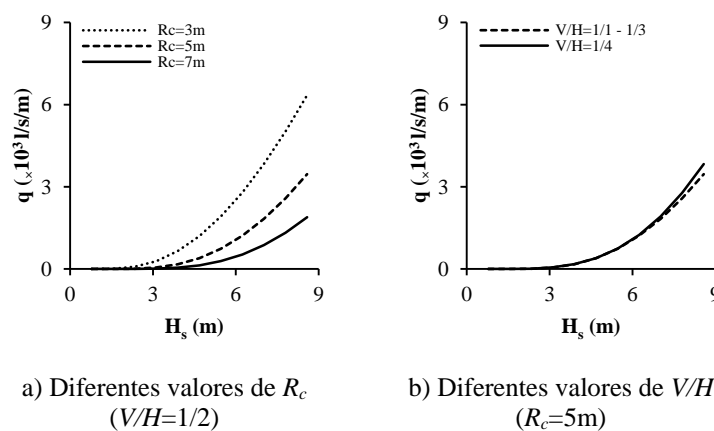 9
6
3
0
q (×10³ l/s/m)
Rc=3m
Rc=5m
Rc=7m
0 3 6 9
Hs (m)
a) Diferentes valores de Rc
(V/H=1/2)
9
6
3
0
q (×10³ l/s/m)
V/H=1/1 - 1/3
V/H=1/4
0 3 6 9
Hs (m)
b) Diferentes valores de V/H
(Rc=5m)